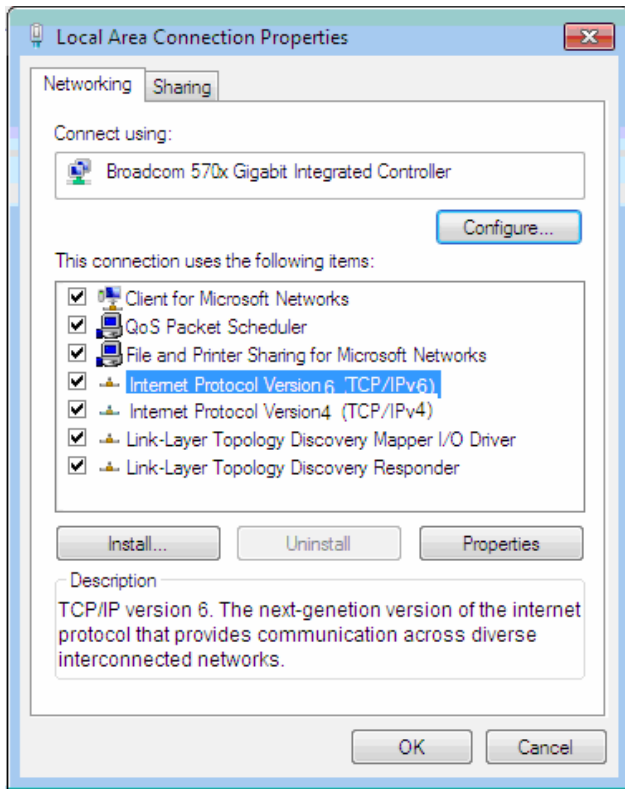 Local Area Connection Properties
Networking
Sharing
Connect using:
Broadcom 570x Gigabit Integrated Controller
Configure...
This connection uses the following items:
Client for Microsoft Networks
QoS Packet Scheduler
File and Printer Sharing for Microsoft Networks
Internet Protocol Version 6 (TCP/IPv6)
Internet Protocol Version4 (TCP/IPv4)
Link-Layer Topology Discovery Mapper I/O Driver
Link-Layer Topology Discovery Responder
Install...
Uninstall
Properties
Description
TCP/IP version 6. The next-genetion version of the internet
protocol that provides communication across diverse
interconnected networks.
OK
Cancel